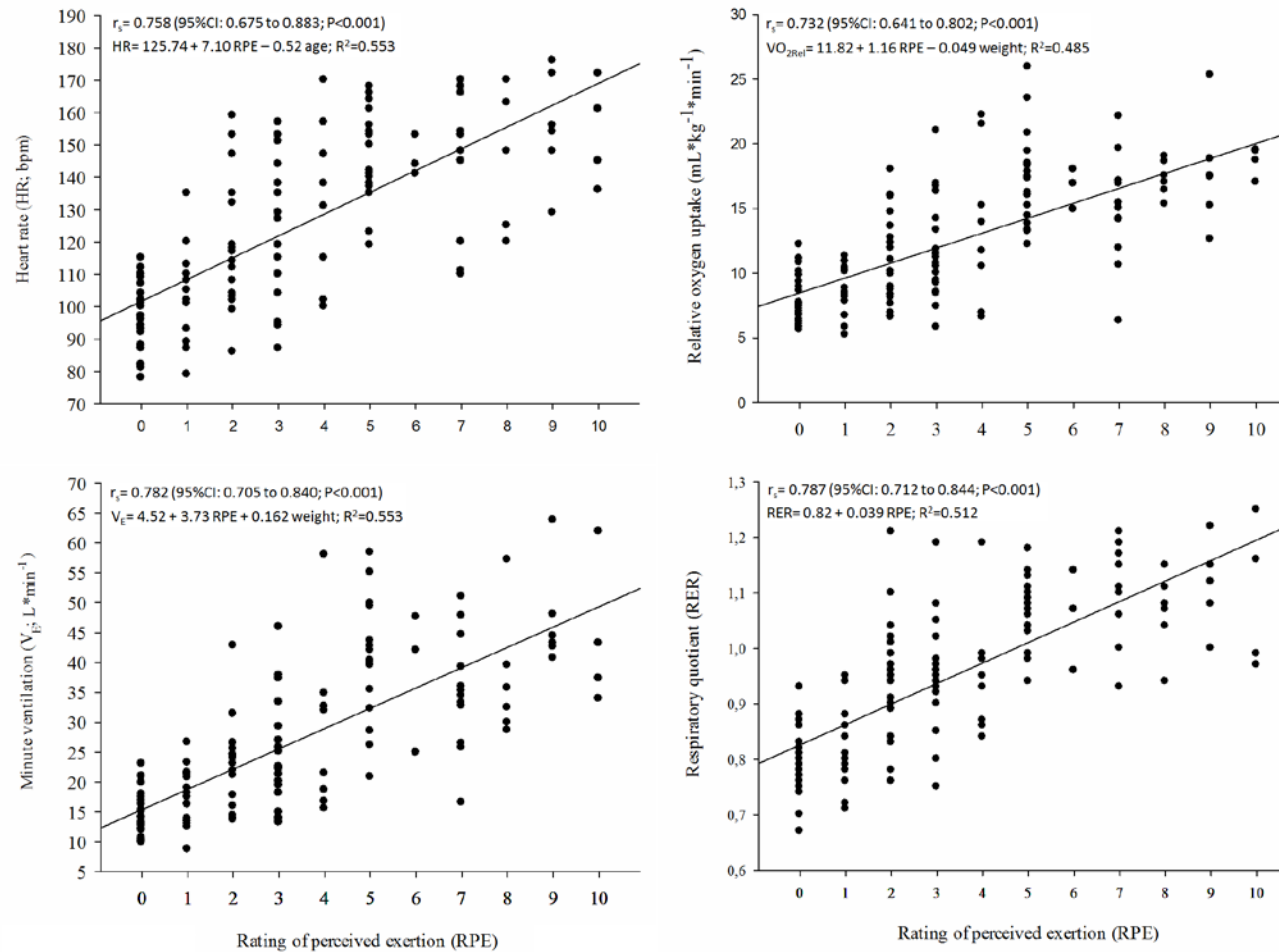 r_s= 0.758 (95%CI: 0.675 to 0.883; P<0.001)
HR= 125.74 + 7.10 RPE – 0.52 age; R²=0.553
Heart rate (HR; bpm)
190
180
170
160
150
140
130
120
110
100
90
80
70
0 1 2 3 4 5 6 7 8 9 10
r_s= 0.732 (95%CI: 0.641 to 0.802; P<0.001)
VO_2Rel= 11.82 + 1.16 RPE – 0.049 weight; R²=0.485
Relative oxygen uptake (mL*kg⁻¹*min⁻¹)
30
25
20
15
10
5
0
0 1 2 3 4 5 6 7 8 9 10
r_s= 0.782 (95%CI: 0.705 to 0.840; P<0.001)
V_E= 4.52 + 3.73 RPE + 0.162 weight; R²=0.553
Minute ventilation (V_E; L*min⁻¹)
70
65
60
55
50
45
40
35
30
25
20
15
10
5
0 1 2 3 4 5 6 7 8 9 10
Rating of perceived exertion (RPE)
r_s= 0.787 (95%CI: 0.712 to 0.844; P<0.001)
RER= 0.82 + 0.039 RPE; R²=0.512
Respiratory quotient (RER)
1,3
1,2
1,1
1,0
0,9
0,8
0,7
0,6
0 1 2 3 4 5 6 7 8 9 10
Rating of perceived exertion (RPE)